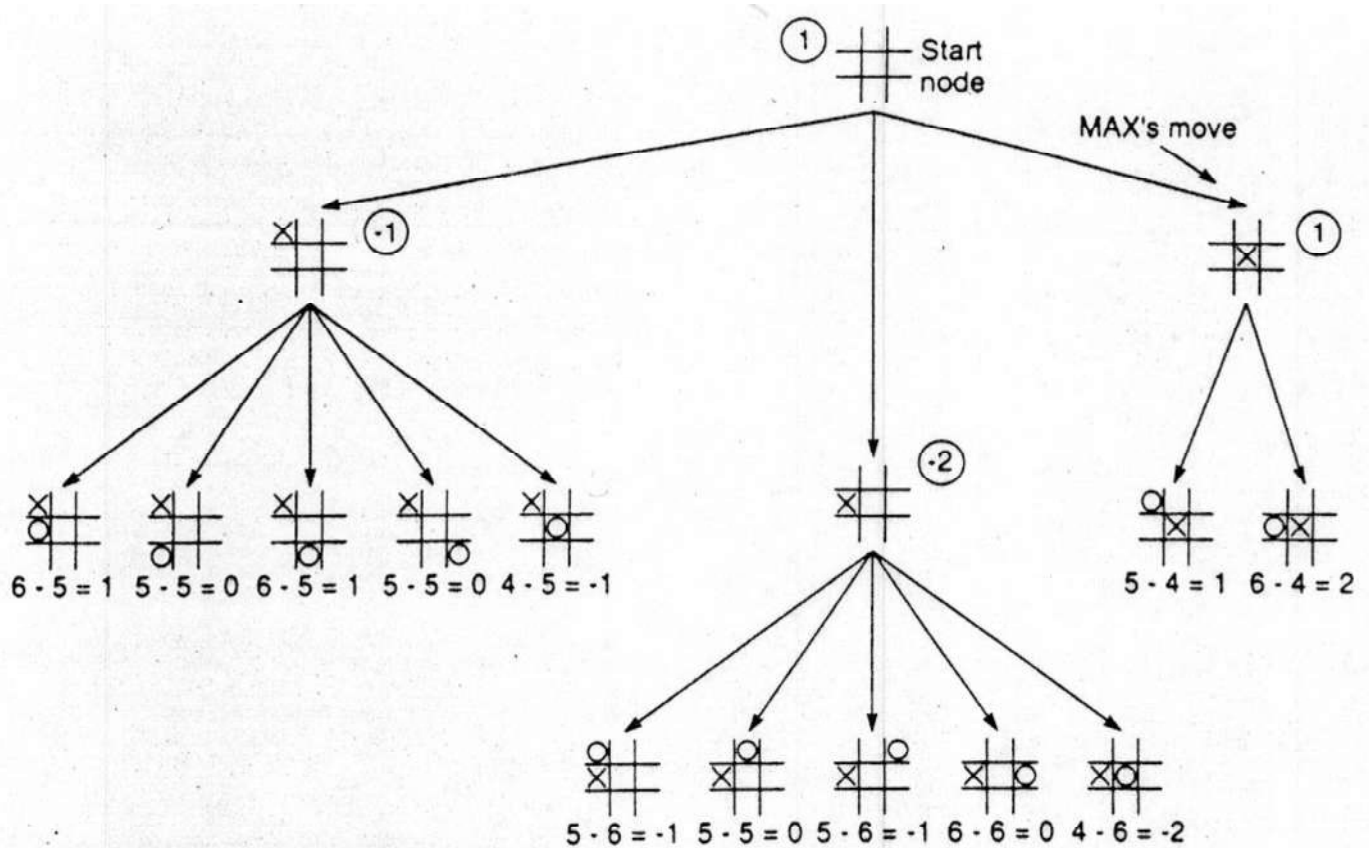 1
Start
node
MAX's move
-1
1
-2
6 - 5 = 1 5 - 5 = 0 6 - 5 = 1 5 - 5 = 0 4 - 5 = -1
5 - 4 = 1 6 - 4 = 2
5 - 6 = -1 5 - 5 = 0 5 - 6 = -1 6 - 6 = 0 4 - 6 = -2